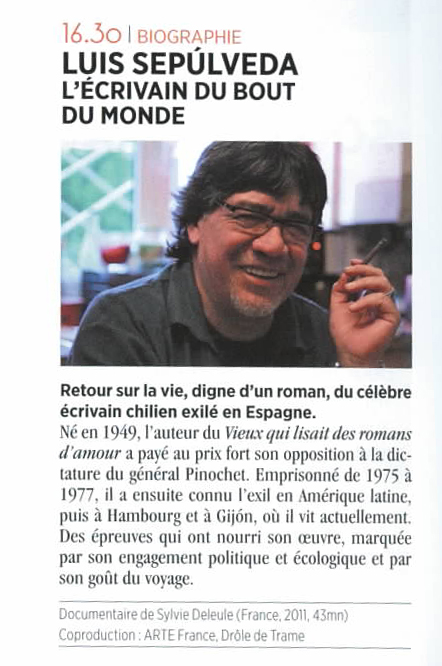 16.30 | BIOGRAPHIE
LUIS SEPÚLVEDA
L'ÉCRIVAIN DU BOUT
DU MONDE
Retour sur la vie, digne d'un roman, du célèbre
écrivain chilien exilé en Espagne.
Né en 1949, l'auteur du Vieux qui lisait des romans
d'amour a payé au prix fort son opposition à la dic-
tature du général Pinochet. Emprisonné de 1975 à
1977, il a ensuite connu l'exil en Amérique latine,
puis à Hambourg et à Gijón, où il vit actuellement.
Des épreuves qui ont nourri son œuvre, marquée
par son engagement politique et écologique et par
son goût du voyage.
Documentaire de Sylvie Deleule (France, 2011, 43mn)
Coproduction : ARTE France, Drôle de Trame